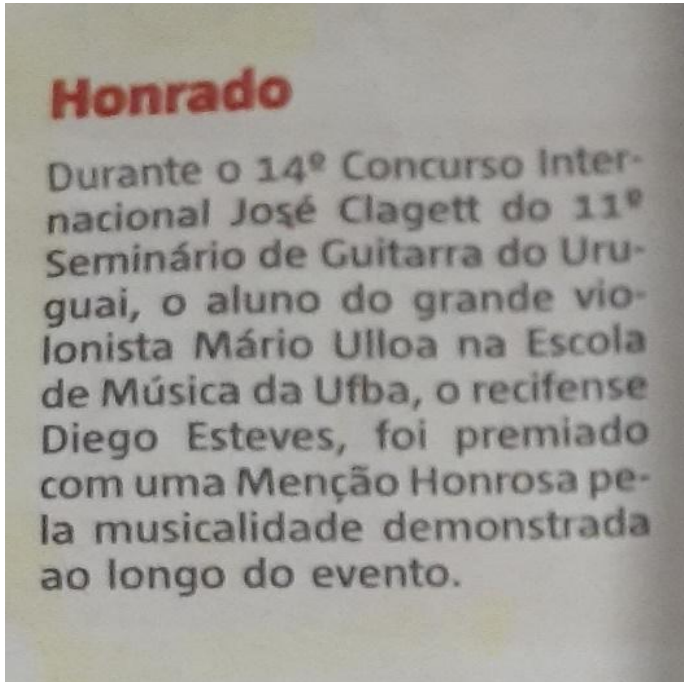 Honrado
Durante o 14º Concurso Inter-
nacional José Clagett do 11º
Seminário de Guitarra do Uru-
guai, o aluno do grande vio-
lonista Mário Ulloa na Escola
de Música da Ufba, o recifense
Diego Esteves, foi premiado
com uma Menção Honrosa pe-
la musicalidade demonstrada
ao longo do evento.